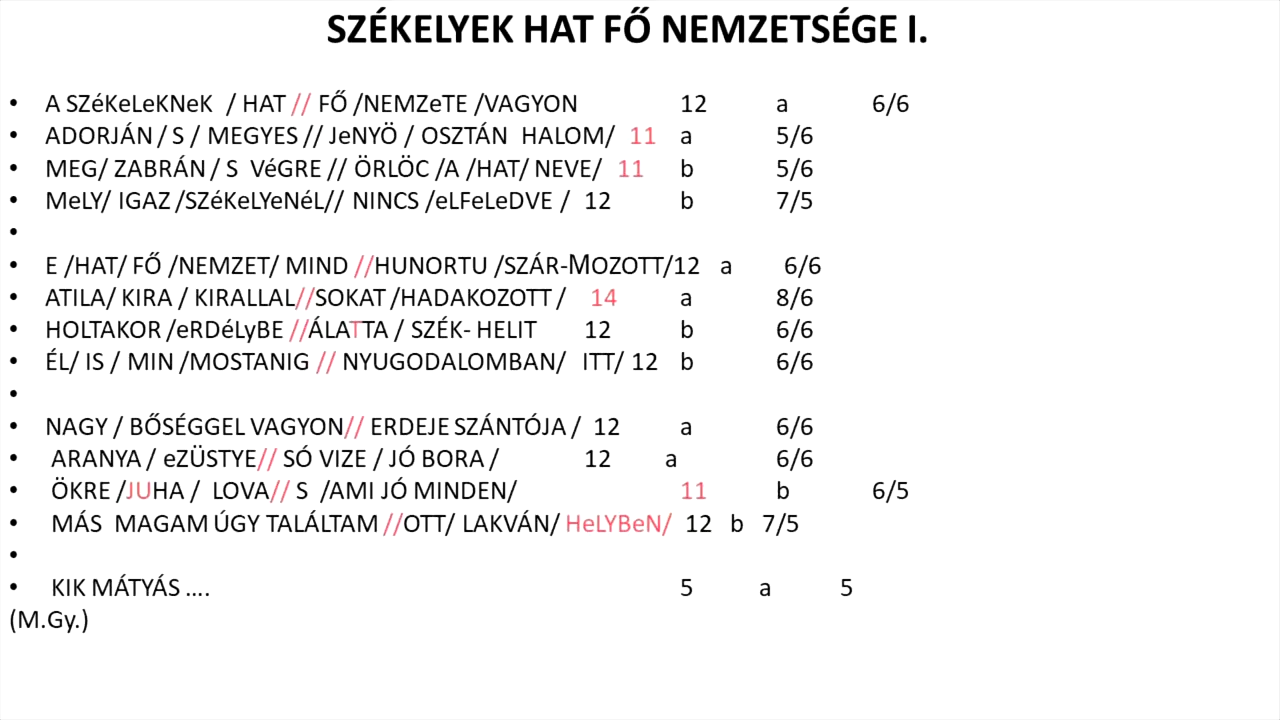 SZÉKELYEK HAT FŐ NEMZETSÉGE I.
• A SZéKeLeKNeK / HAT // FŐ /NEMZeTE /VAGYON 12 a 6/6
• ADORJÁN / S / MEGYES // JeNYÖ / OSZTÁN HALOM/ 11 a 5/6
• MEG/ ZABRÁN / S VéGRE // ÖRLÖC /A /HAT/ NEVE/ 11 b 5/6
• MeLY/ IGAZ /SZéKeLYeNéL// NINCS /eLFeLeDVE / 12 b 7/5
•
• E /HAT/ FŐ /NEMZET/ MIND //HUNORTU /SZÁR-MOZOTT/12 a 6/6
• ATILA/ KIRA / KIRALLAL//SOKAT /HADAKOZOTT / 14 a 8/6
• HOLTAKOR /eRDéLyBE //ÁLATTA / SZÉK- HELIT 12 b 6/6
• ÉL/ IS / MIN /MOSTANIG // NYUGODALOMBAN/ ITT/ 12 b 6/6
•
• NAGY / BŐSÉGGEL VAGYON// ERDEJE SZÁNTÓJA / 12 a 6/6
• ARANYA / eZÜSTYE// SÓ VIZE / JÓ BORA / 12 a 6/6
• ÖKRE /JUHA / LOVA// S /AMI JÓ MINDEN/ 11 b 6/5
• MÁS MAGAM ÚGY TALÁLTAM //OTT/ LAKVÁN/ HeLYBeN/ 12 b 7/5
•
• KIK MÁTYÁS .... 5 a 5
(M.Gy.)